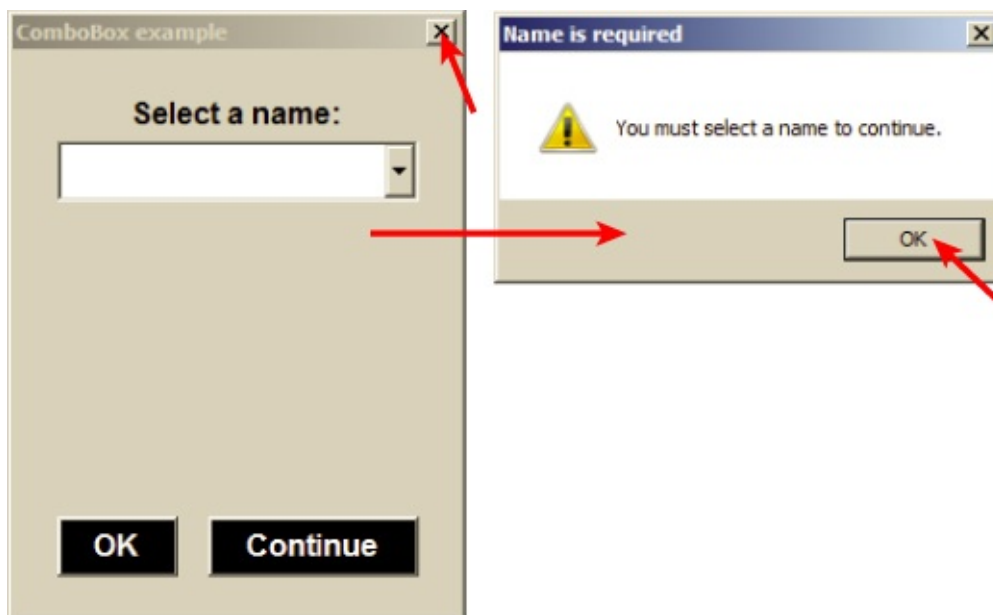 ComboBox example
Select a name:
OK
Continue
Name is required
You must select a name to continue.
OK